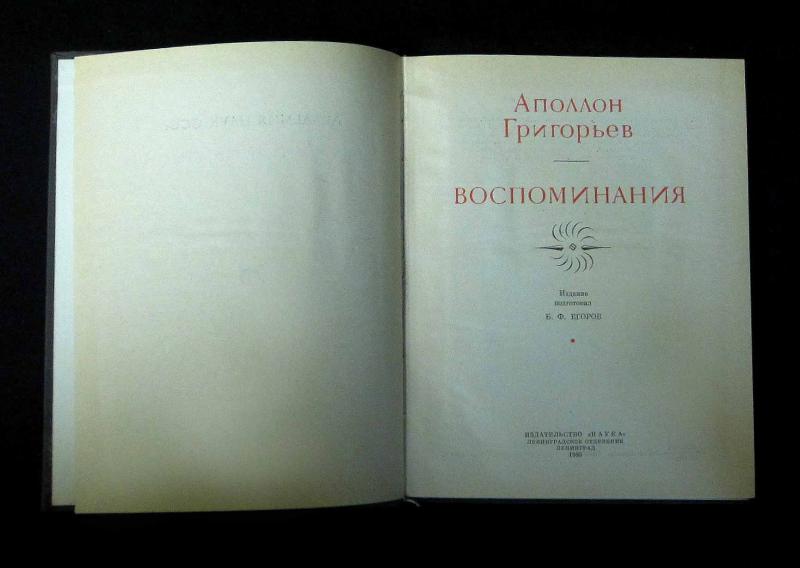 Аполлон
Григорьев
ВОСПОМИНАНИЯ
Издание
подготовил
Б. Ф. ЕГОРОВ
ИЗДАТЕЛЬСТВО «НАУКА»
ЛЕНИНГРАДСКОЕ ОТДЕЛЕНИЕ
ЛЕНИНГРАД
1980